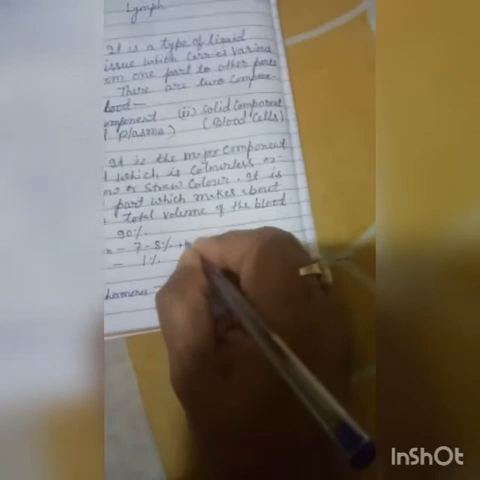 Lymph
It is a type of liquid
issue which carries various
om one part to other parts
There are two compon-
lood -
omponent (ii) Solid Component
Plasma) (Blood Cells)
It is the major component
which is colourless or
or Straw Colour. It is
part which makes about
total volume of the blood
90%.
n - 7-8%.
- 1%.
hormones -
InShOt